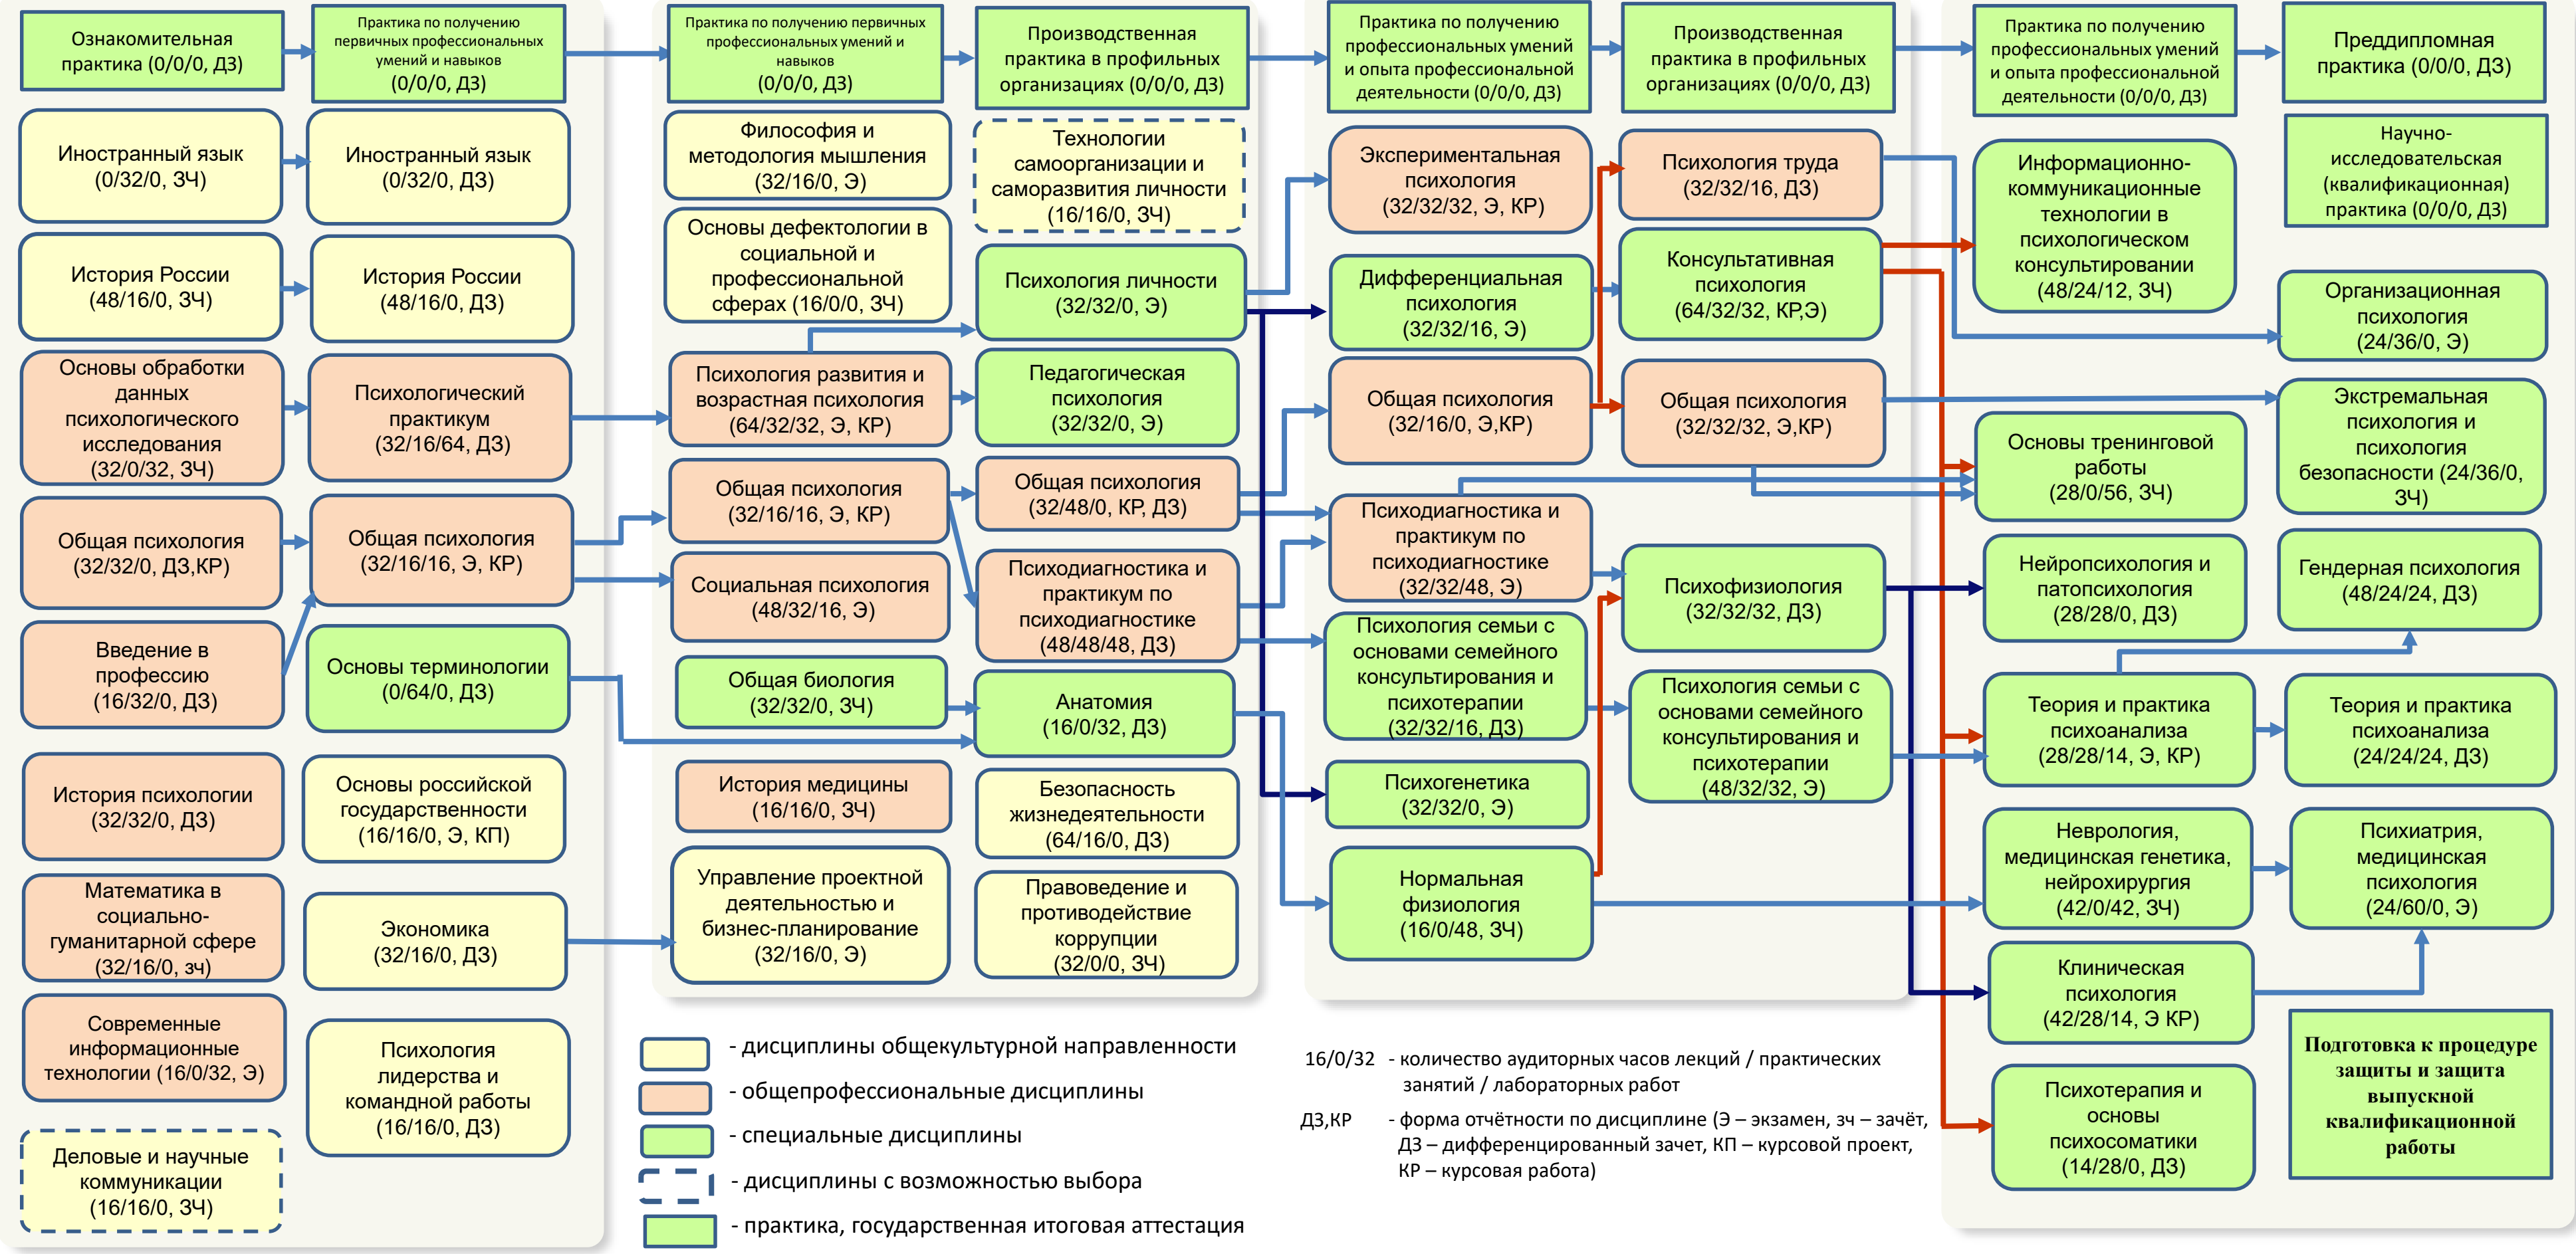 Ознакомительная
практика (0/0/0, ДЗ)
Иностранный язык
(0/32/0, ЗЧ)
История России
(48/16/0, ЗЧ)
Основы обработки
данных
психологического
исследования
(32/0/32, ЗЧ)
Общая психология
(32/32/0, ДЗ,КР)
Введение в
профессию
(16/32/0, ДЗ)
История психологии
(32/32/0, ДЗ)
Математика в
социально-
гуманитарной сфере
(32/16/0, зч)
Современные
информационные
технологии (16/0/32, Э)
Деловые и научные
коммуникации
(16/16/0, ЗЧ)
Практика по получению
первичных профессиональных
умений и навыков
(0/0/0, ДЗ)
Иностранный язык
(0/32/0, ДЗ)
История России
(48/16/0, ДЗ)
Психологический
практикум
(32/16/64, ДЗ)
Общая психология
(32/16/16, Э, КР)
Основы терминологии
(0/64/0, ДЗ)
Основы российской
государственности
(16/16/0, Э, КП)
Экономика
(32/16/0, ДЗ)
Психология
лидерства и
командной работы
(16/16/0, ДЗ)
Практика по получению первичных
профессиональных умений и
навыков
(0/0/0, ДЗ)
Философия и
методология мышления
(32/16/0, Э)
Основы дефектологии в
социальной и
профессиональной
сферах (16/0/0, ЗЧ)
Психология развития и
возрастная психология
(64/32/32, Э, КР)
Общая психология
(32/16/16, Э, КР)
Социальная психология
(48/32/16, Э)
Общая биология
(32/32/0, ЗЧ)
История медицины
(16/16/0, ЗЧ)
Управление проектной
деятельностью и
бизнес-планирование
(32/16/0, Э)
Производственная
практика в профильных
организациях (0/0/0, ДЗ)
Технологии
самоорганизации и
саморазвития личности
(16/16/0, ЗЧ)
Психология личности
(32/32/0, Э)
Педагогическая
психология
(32/32/0, Э)
Общая психология
(32/48/0, КР, ДЗ)
Психодиагностика и
практикум по
психодиагностике
(48/48/48, ДЗ)
Анатомия
(16/0/32, ДЗ)
Безопасность
жизнедеятельности
(64/16/0, ДЗ)
Правоведение и
противодействие
коррупции
(32/0/0, ЗЧ)
Практика по получению
профессиональных умений
и опыта профессиональной
деятельности (0/0/0, ДЗ)
Экспериментальная
психология
(32/32/32, Э, КР)
Дифференциальная
психология
(32/32/16, Э)
Общая психология
(32/16/0, Э,КР)
Психодиагностика и
практикум по
психодиагностике
(32/32/48, Э)
Психология семьи с
основами семейного
консультирования и
психотерапии
(32/32/16, ДЗ)
Психогенетика
(32/32/0, Э)
Нормальная
физиология
(16/0/48, ЗЧ)
Производственная
практика в профильных
организациях (0/0/0, ДЗ)
Психология труда
(32/32/16, ДЗ)
Консультативная
психология
(64/32/32, КР,Э)
Общая психология
(32/32/32, Э,КР)
Психофизиология
(32/32/32, ДЗ)
Психология семьи с
основами семейного
консультирования и
психотерапии
(48/32/32, Э)
Практика по получению
профессиональных умений
и опыта профессиональной
деятельности (0/0/0, ДЗ)
Информационно-
коммуникационные
технологии в
психологическом
консультировании
(48/24/12, ЗЧ)
Основы тренинговой
работы
(28/0/56, ЗЧ)
Нейропсихология и
патопсихология
(28/28/0, ДЗ)
Теория и практика
психоанализа
(28/28/14, Э, КР)
Неврология,
медицинская генетика,
нейрохирургия
(42/0/42, ЗЧ)
Клиническая
психология
(42/28/14, Э КР)
Психотерапия и
основы
психосоматики
(14/28/0, ДЗ)
Преддипломная
практика (0/0/0, ДЗ)
Научно-
исследовательская
(квалификационная)
практика (0/0/0, ДЗ)
Организационная
психология
(24/36/0, Э)
Экстремальная
психология и
психология
безопасности (24/36/0,
ЗЧ)
Гендерная психология
(48/24/24, ДЗ)
Теория и практика
психоанализа
(24/24/24, ДЗ)
Психиатрия,
медицинская
психология
(24/60/0, Э)
Подготовка к процедуре
защиты и защита
выпускной
квалификационной
работы
- дисциплины общекультурной направленности
- общепрофессиональные дисциплины
- специальные дисциплины
- дисциплины с возможностью выбора
- практика, государственная итоговая аттестация
16/0/32 - количество аудиторных часов лекций / практических
занятий / лабораторных работ
ДЗ,КР - форма отчётности по дисциплине (Э – экзамен, зч – зачёт,
ДЗ – дифференцированный зачет, КП – курсовой проект,
КР – курсовая работа)